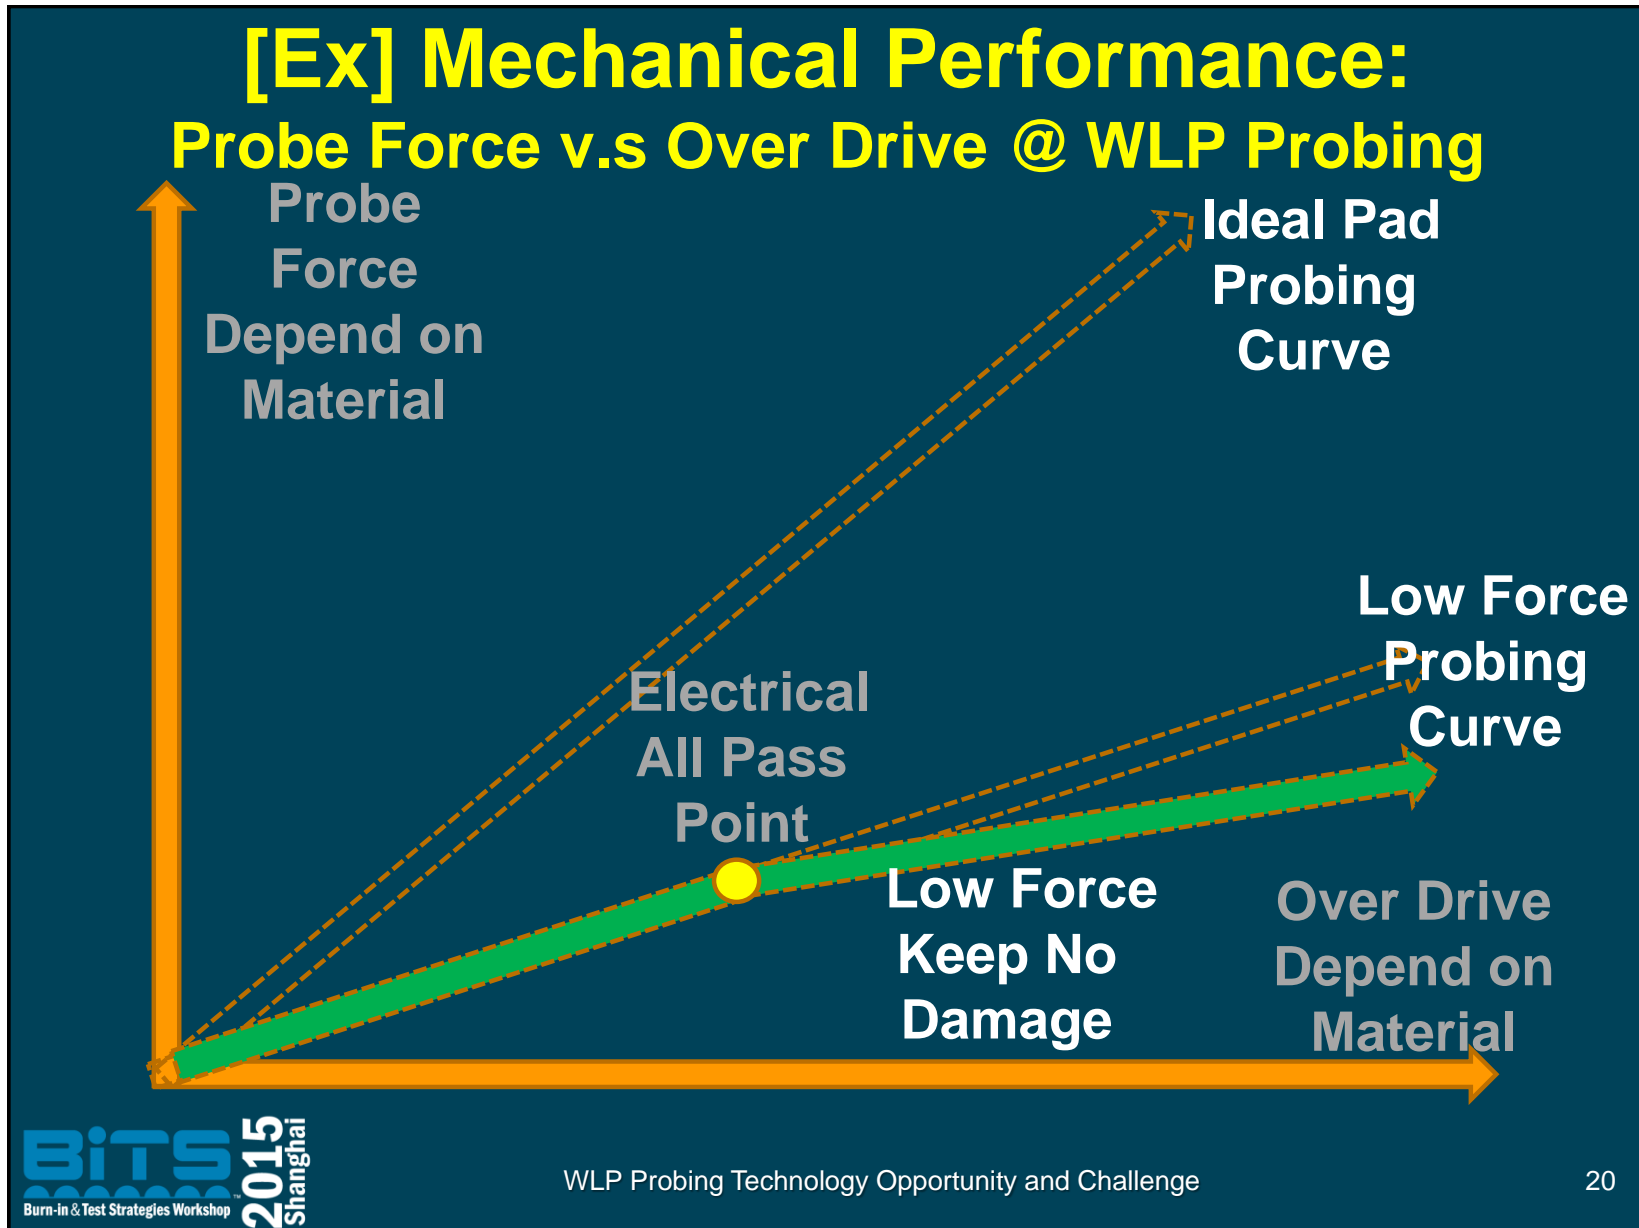 [Ex] Mechanical Performance:
Probe Force v.s Over Drive @ WLP Probing
Probe
Force
Depend on
Material
Ideal Pad
Probing
Curve
Low Force
Probing
Curve
Electrical
All Pass
Point
Low Force
Keep No
Damage
Over Drive
Depend on
Material
BiTS
Burn-in & Test Strategies Workshop
TM
2015
Shanghai
WLP Probing Technology Opportunity and Challenge
20